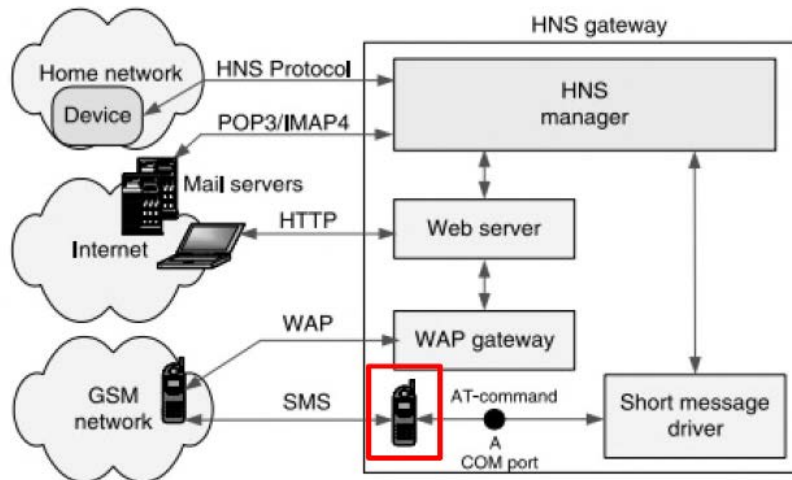 HNS gateway
Home network
Device
HNS Protocol
HNS
manager
POP3/IMAP4
Mail servers
Internet
HTTP
Web server
WAP
WAP gateway
GSM
network
SMS
AT-command
A
COM port
Short message
driver